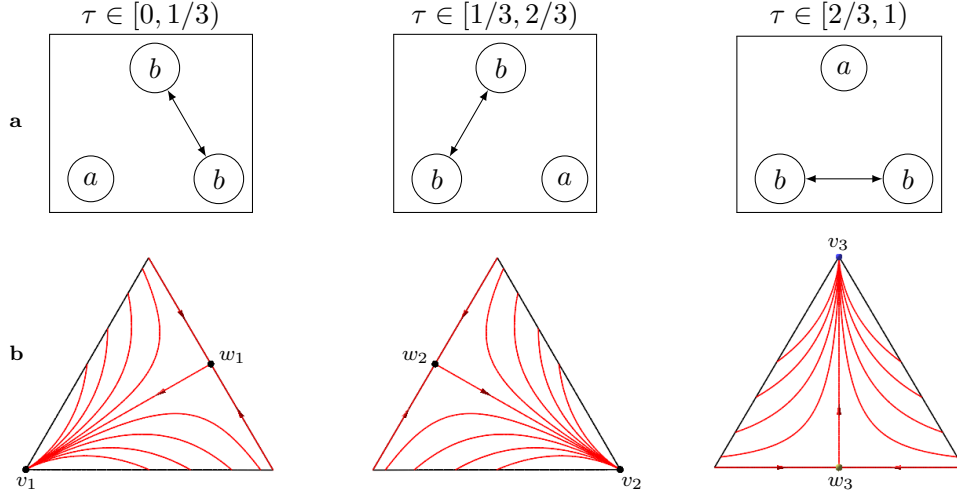 τ ∈ [0, 1/3) τ ∈ [1/3, 2/3) τ ∈ [2/3, 1)
b b a
a
a b b a b b
v3
b w1 w2
v1 v2 w3